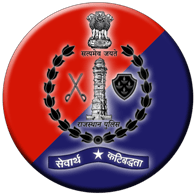 सत्यमेव जयते
राजस्थान पुलिस
सेवार्थ ★ कटिबद्धता